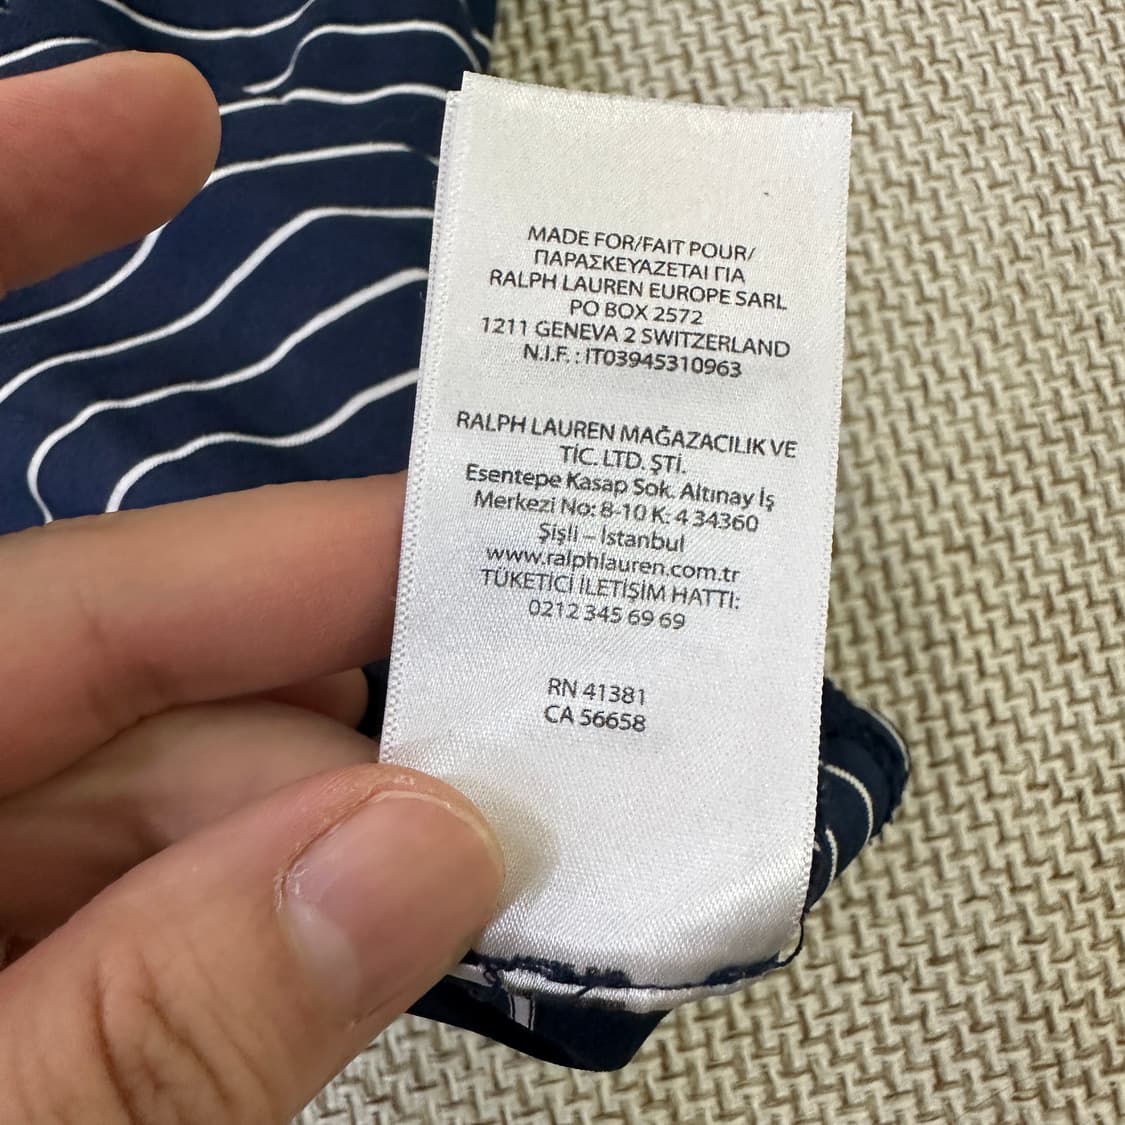 MADE FOR/FAIT POUR/
ΠΑΡΑΣΚΕΥΑΖΕΤΑΙ ΓΙΑ
RALPH LAUREN EUROPE SARL
PO BOX 2572
1211 GENEVA 2 SWITZERLAND
N.I.F. : IT03945310963
RALPH LAUREN MAĞAZACILIK VE
TİC. LTD. ŞTİ.
Esentepe Kasap Sok. Altınay İş
Merkezi No: 8-10 K: 4 34360
Şişli – İstanbul
www.ralphlauren.com.tr
TÜKETİCİ İLETİŞİM HATTI:
0212 345 69 69
RN 41381
CA 56658